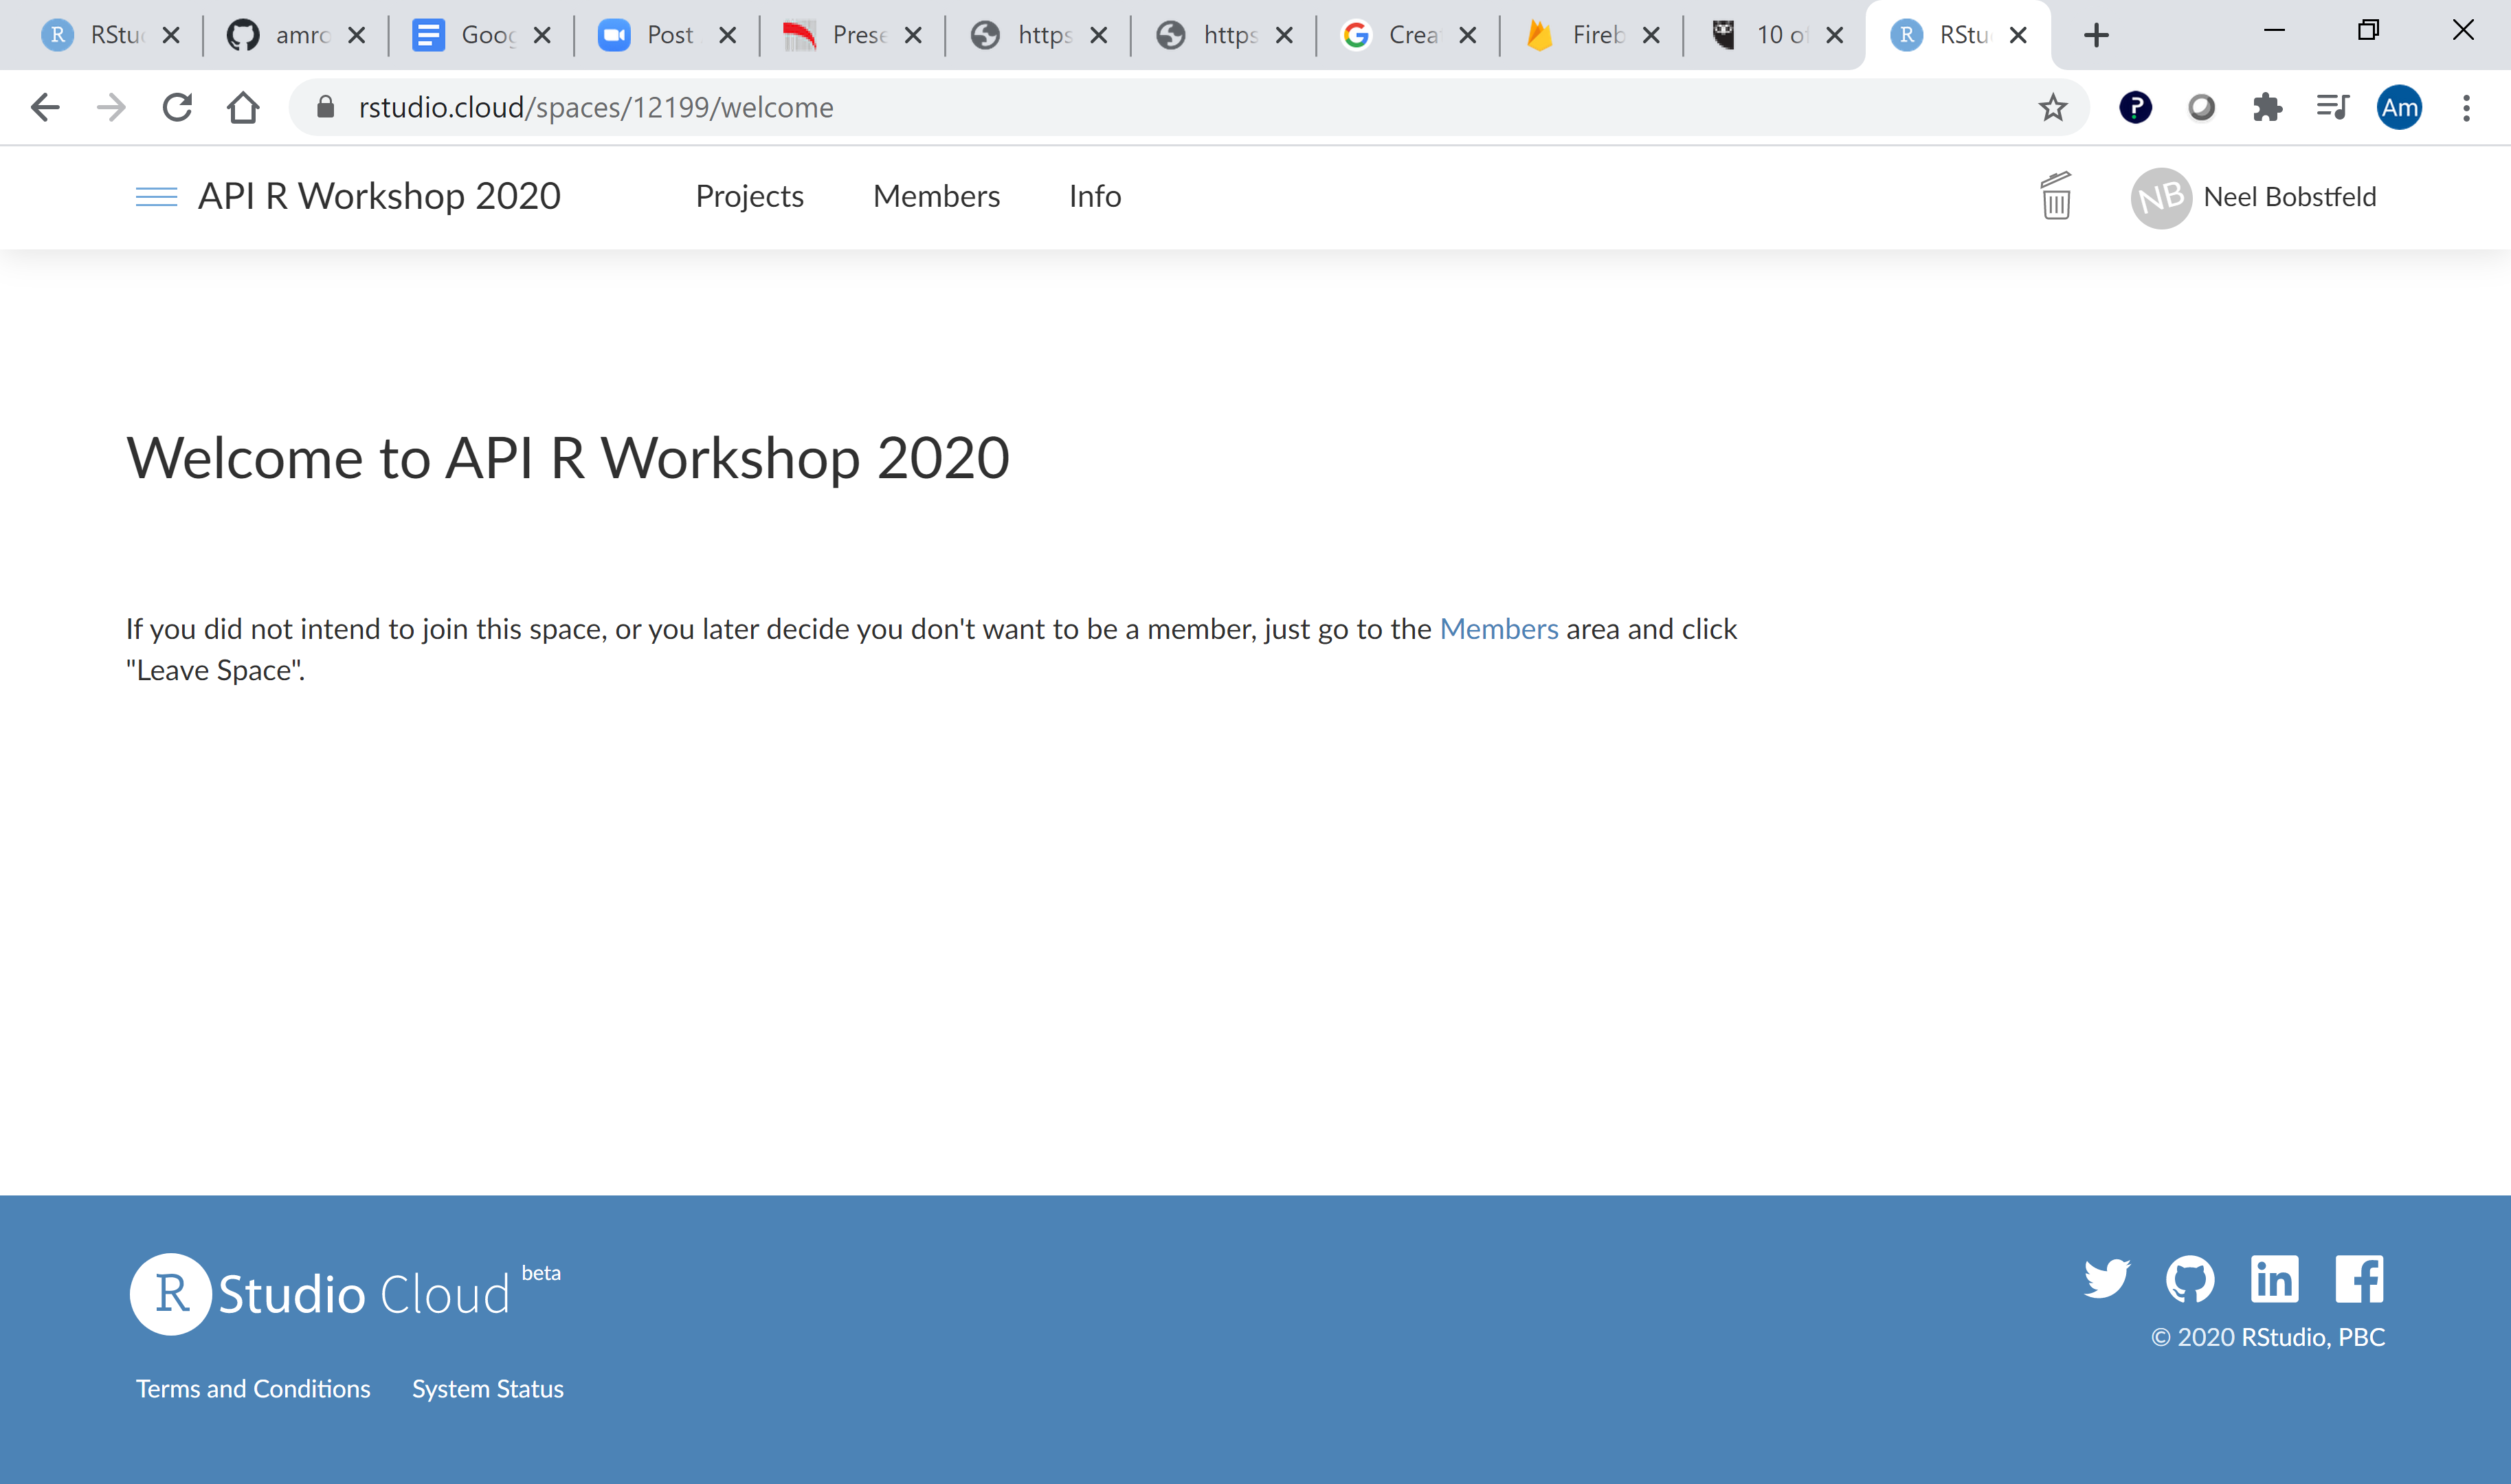 RStu amro Goog Post Prese https https Crea Fireb 10 of RStu
rstudio.cloud/spaces/12199/welcome Am
API R Workshop 2020 Projects Members Info NB Neel Bobstfeld
Welcome to API R Workshop 2020
If you did not intend to join this space, or you later decide you don't want to be a member, just go to the Members area and click
"Leave Space".
R Studio Cloud beta
© 2020 RStudio, PBC
Terms and Conditions System Status